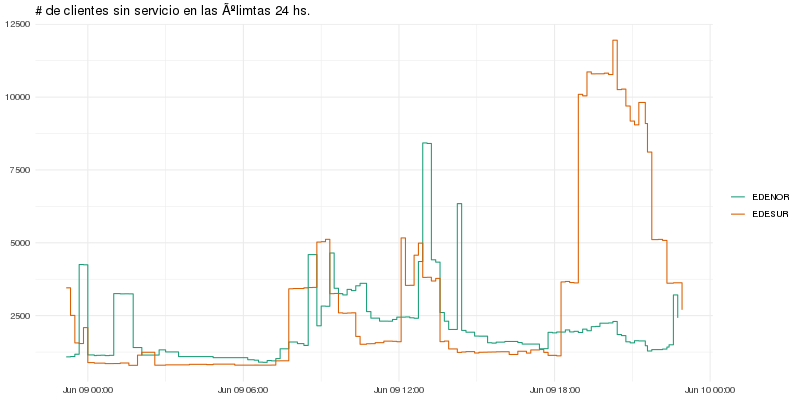 # de clientes sin servicio en las Ãºlimtas 24 hs.
12500
10000
7500
5000
2500
Jun 09 00:00
Jun 09 06:00
Jun 09 12:00
Jun 09 18:00
Jun 10 00:00
EDENOR
EDESUR